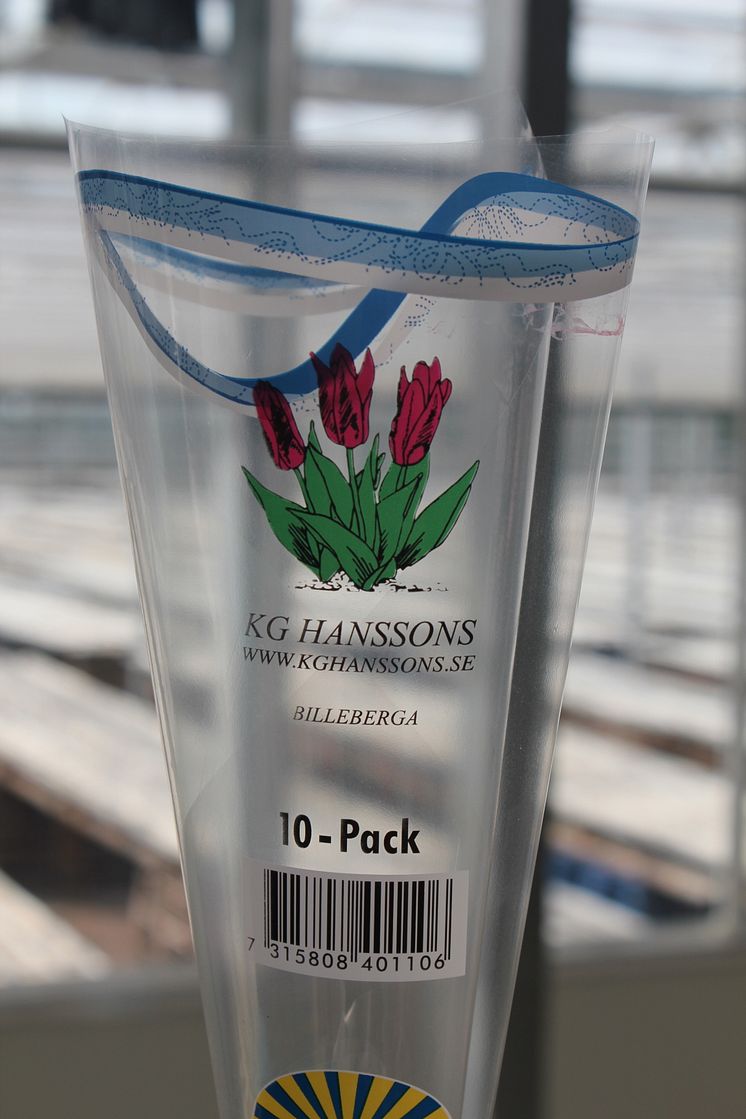 KG HANSSONS
WWW.KGHANSSONS.SE
BILLEBERGA
10-Pack
7 315808 401106